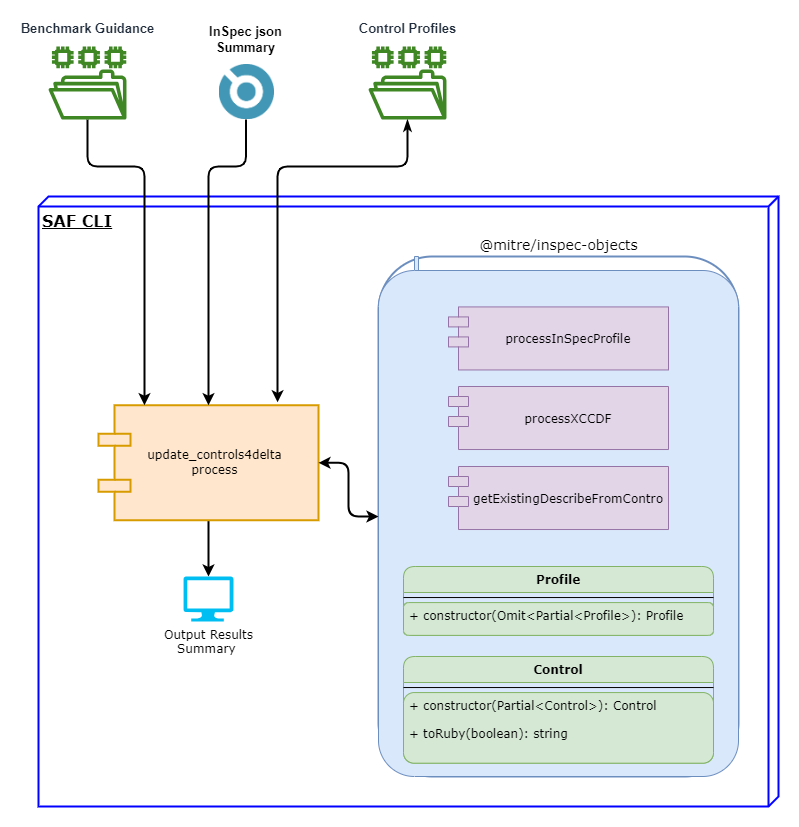 Benchmark Guidance
InSpec json
Summary
Control Profiles
SAF CLI
@mitre/inspec-objects
processInSpecProfile
processXCCDF
update_controls4delta
process
getExistingDescribeFromContro
Profile
+ constructor(Omit<Partial<Profile>): Profile
Output Results
Summary
Control
+ constructor(Partial<Control>): Control
+ toRuby(boolean): string